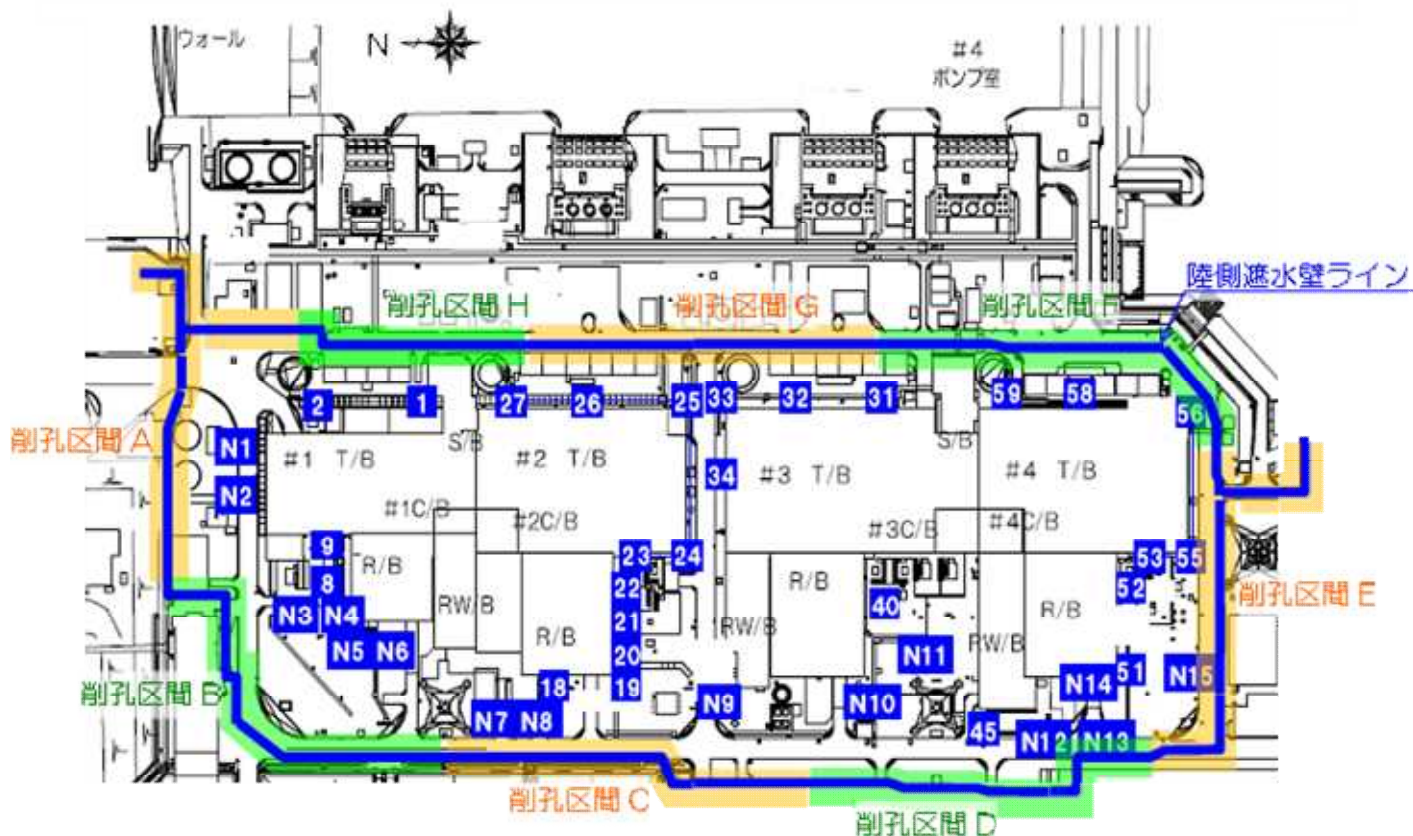 ウォール
N
#4
ポンプ室
陸側遮水壁ライン
削孔区間 H
削孔区間 G
削孔区間 F
2
1
27
26
25
33
32
31
59
58
56
削孔区間 A
N1
#1 T/B
S/B
#2 T/B
34
#3 T/B
S/B
#4 T/B
N2
#1C/B
#2C/B
#3C/B
#4C/B
9
23
24
53
55
8
R/B
22
R/B
52
40
削孔区間 E
N3
N4
RW/B
21
RW/B
R/B
N5
N6
R/B
20
N11
RW/B
51
N15
削孔区間 B
18
19
N14
N7
N8
N9
N10
45
N12
N13
削孔区間 C
削孔区間 D